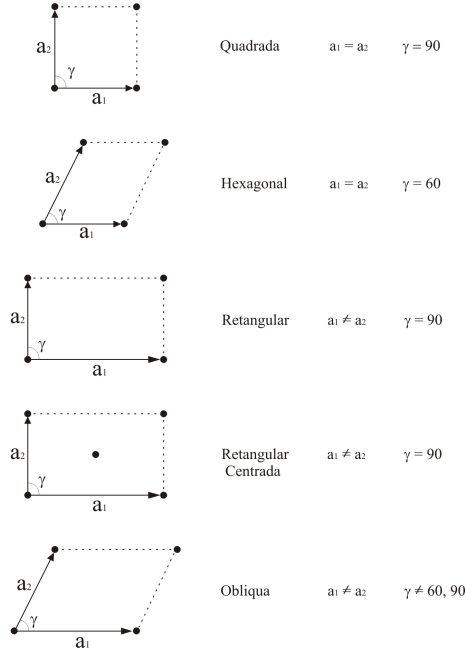 a₂ γ a₁ Quadrada a₁ = a₂ γ = 90
a₂ γ a₁ Hexagonal a₁ = a₂ γ = 60
a₂ γ a₁ Retangular a₁ ≠ a₂ γ = 90
a₂ γ a₁ Retangular a₁ ≠ a₂ γ = 90
Centrada
a₂ γ a₁ Obliqua a₁ ≠ a₂ γ ≠ 60, 90